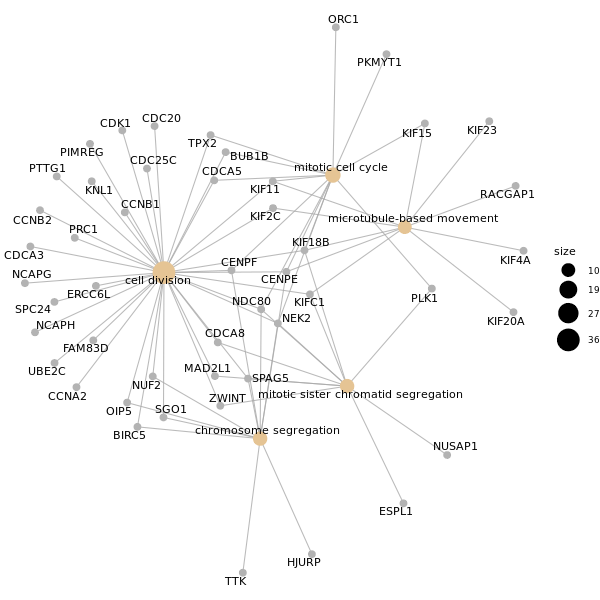 ORC1
PKMYT1
CDC20
CDK1
KIF15
KIF23
TPX2
PIMREG
BUB1B
CDC25C
mitotic cell cycle
PTTG1
CDCA5
KNL1
KIF11
RACGAP1
CCNB1
CCNB2
KIF2C
microtubule-based movement
PRC1
KIF18B
CDCA3
size
KIF4A
CENPF
NCAPG
cell division
CENPE
10
19
27
36
ERCC6L
NDC80
KIFC1
PLK1
SPC24
NEK2
KIF20A
NCAPH
CDCA8
FAM83D
UBE2C
MAD2L1
SPAG5
NUF2
CCNA2
ZWINT
mitotic sister chromatid segregation
OIP5
SGO1
BIRC5
chromosome segregation
NUSAP1
ESPL1
HJURP
TTK